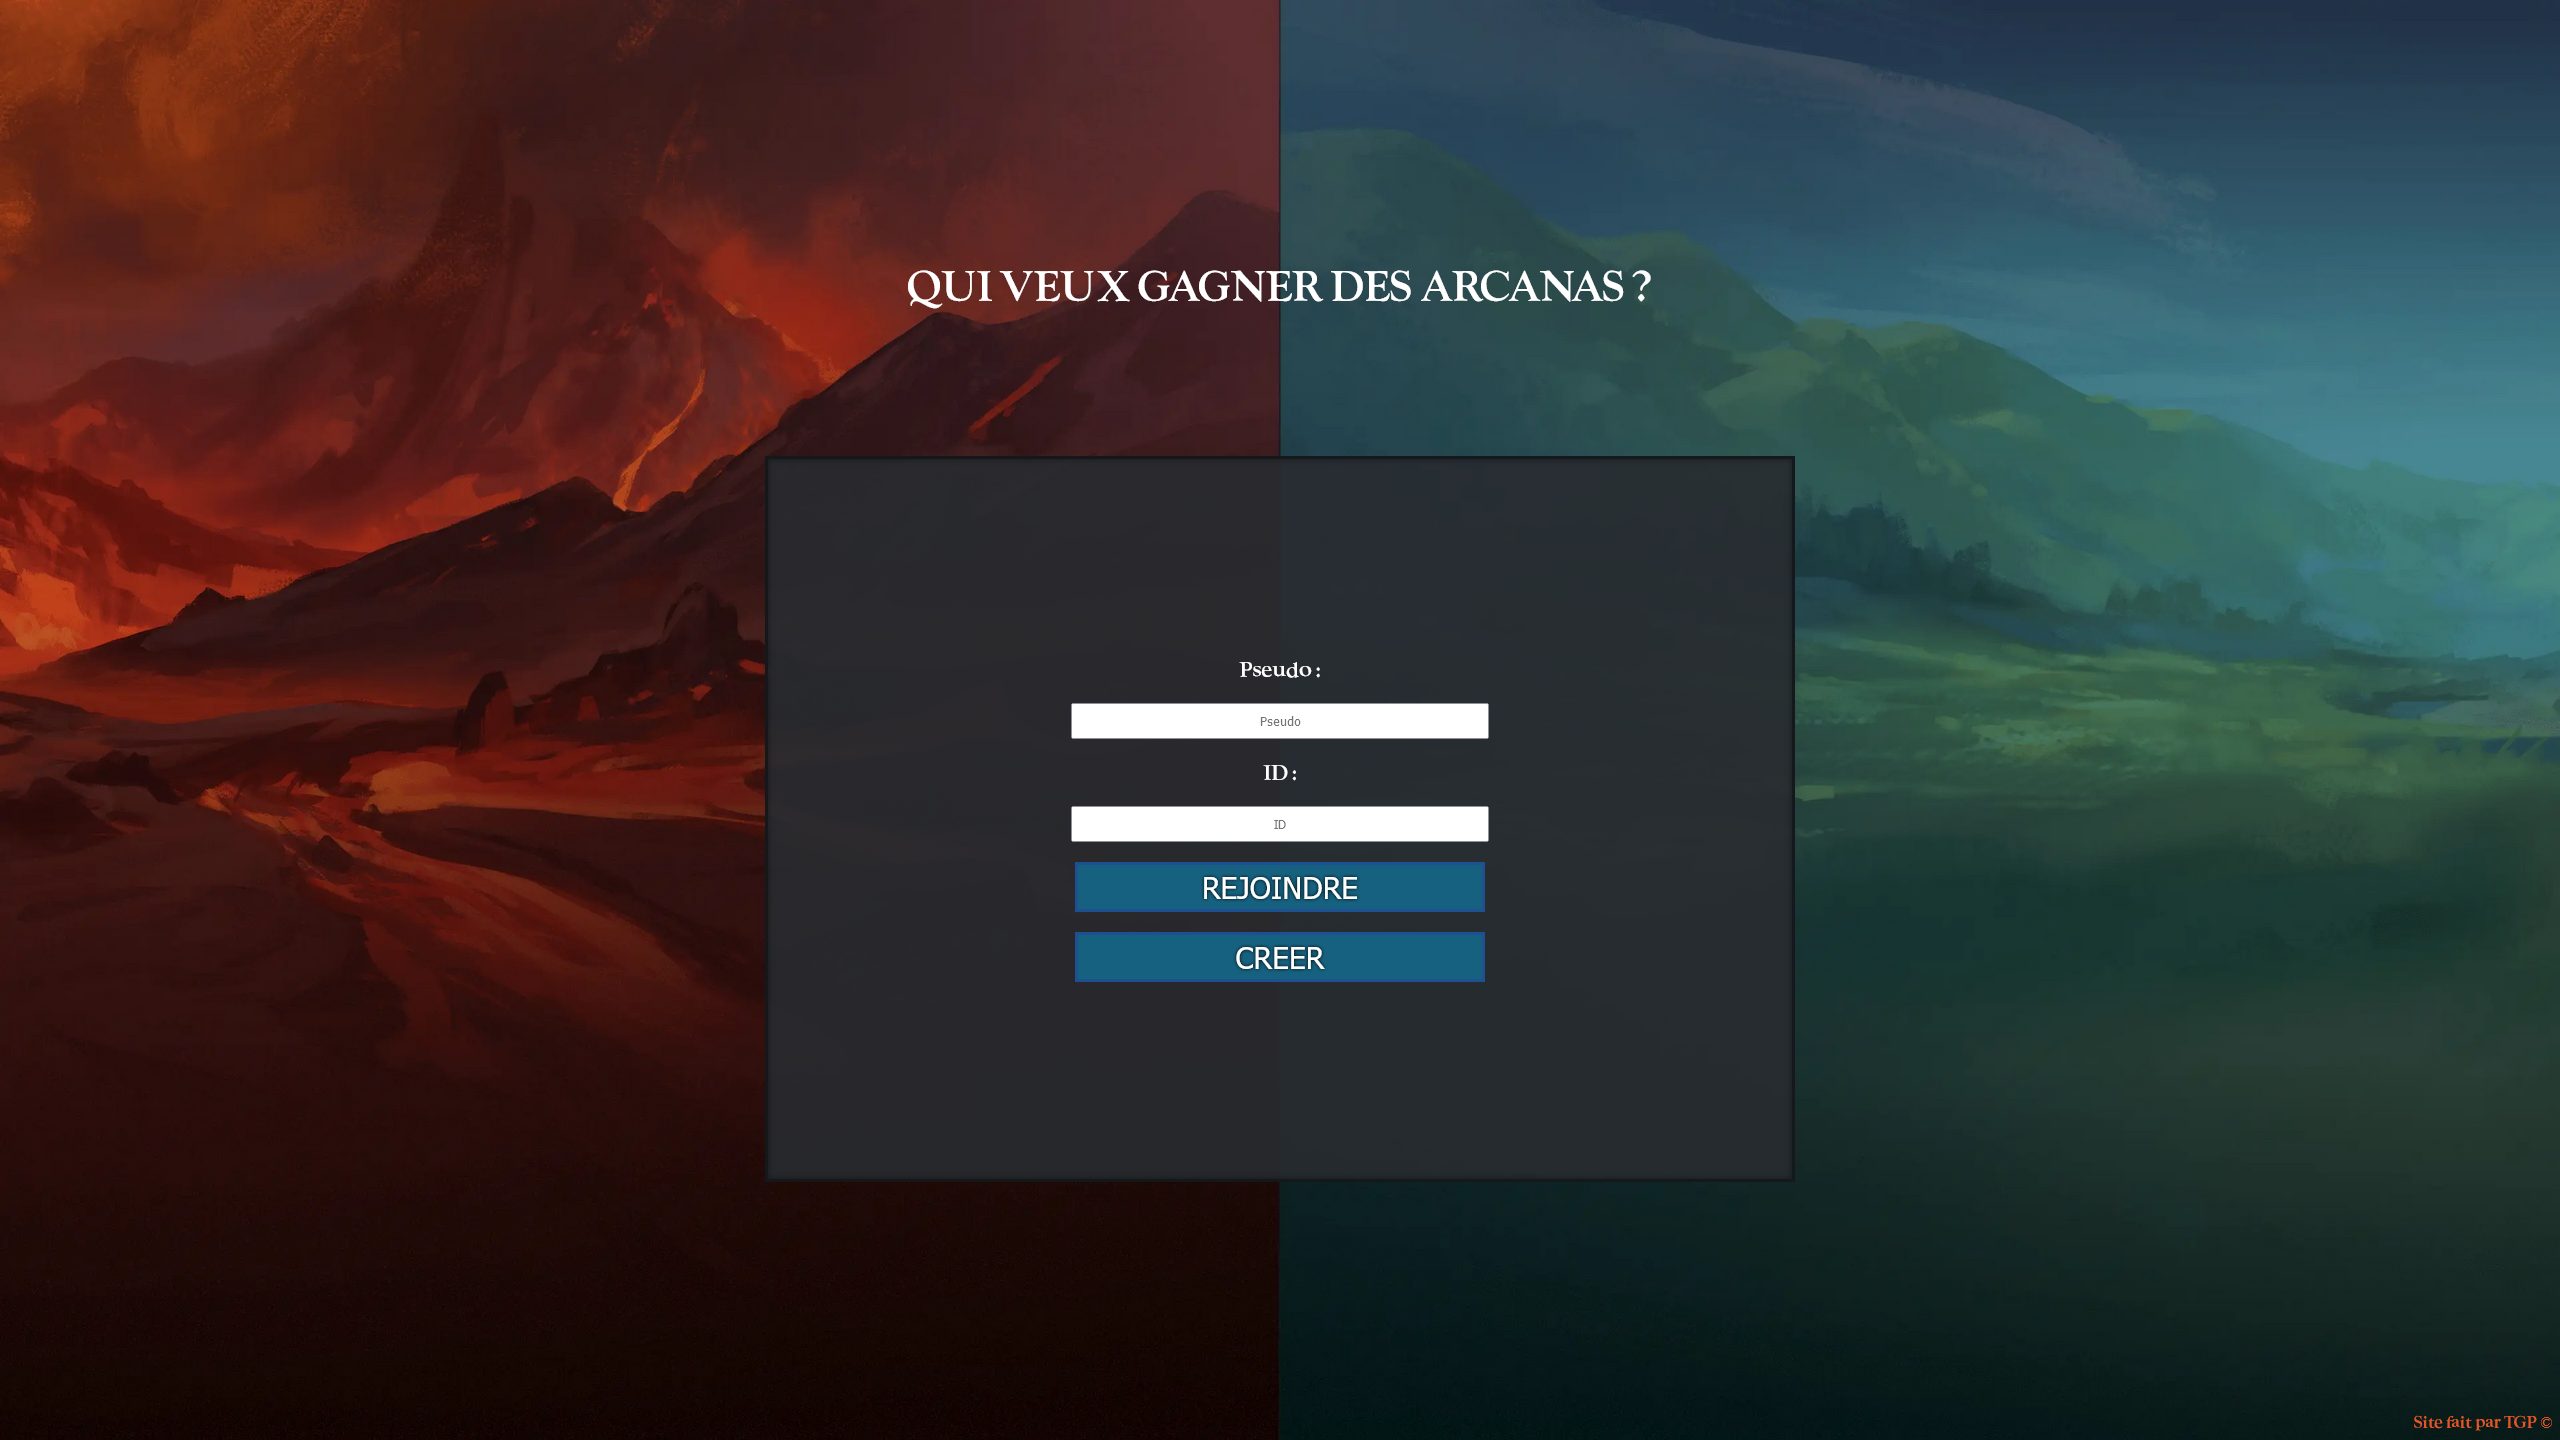 QUI VEUX GAGNER DES ARCANAS ?
Pseudo :
Pseudo
ID :
ID
REJOINDRE
CREER
Site fait par TGP ©